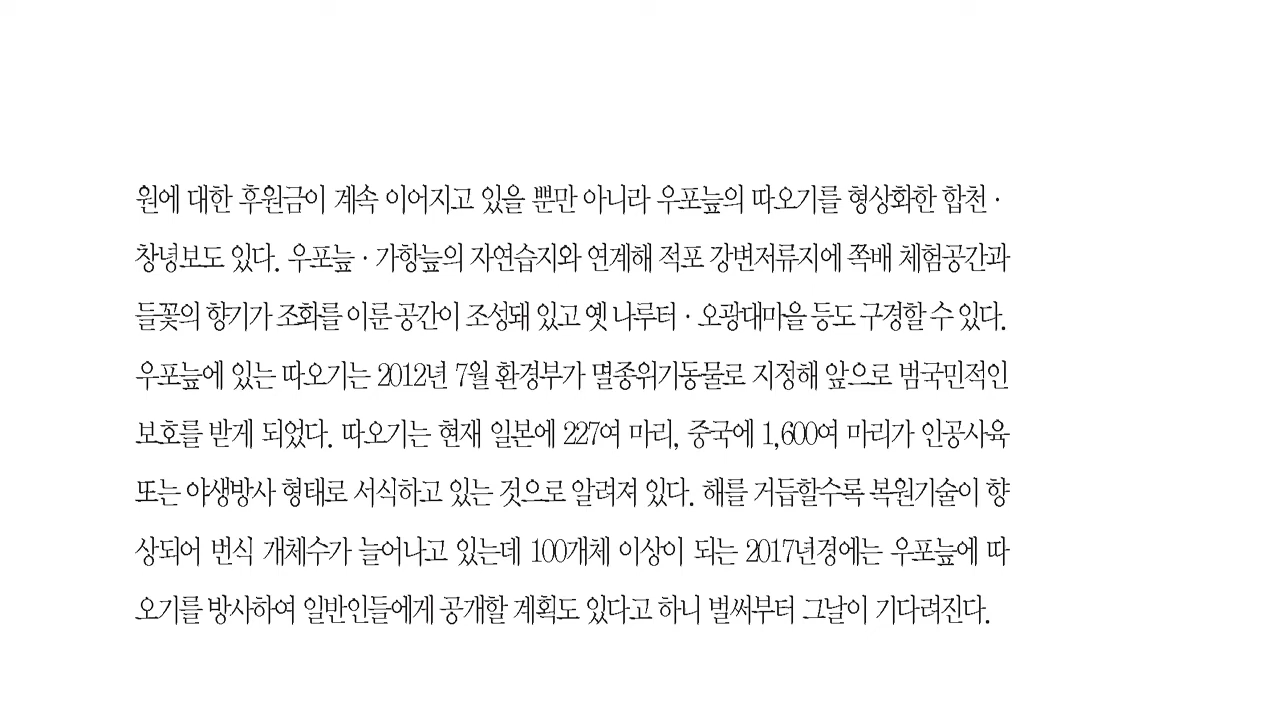 원에 대한 후원금이 계속 이어지고 있을 뿐만 아니라 우포늪의 따오기를 형상화한 합천·
창녕보도 있다. 우포늪·가항늪의 자연습지와 연계해 적포 강변저류지에 쪽배 체험공간과
들꽃의 향기가 조화를 이룬 공간이 조성돼 있고 옛 나루터·오광대마을 등도 구경할 수 있다.
우포늪에 있는 따오기는 2012년 7월 환경부가 멸종위기동물로 지정해 앞으로 범국민적인
보호를 받게 되었다. 따오기는 현재 일본에 227여 마리, 중국에 1,600여 마리가 인공사육
또는 야생방사 형태로 서식하고 있는 것으로 알려져 있다. 해를 거듭할수록 복원기술이 향
상되어 번식 개체수가 늘어나고 있는데 100개체 이상이 되는 2017년경에는 우포늪에 따
오기를 방사하여 일반인들에게 공개할 계획도 있다고 하니 벌써부터 그날이 기다려진다.